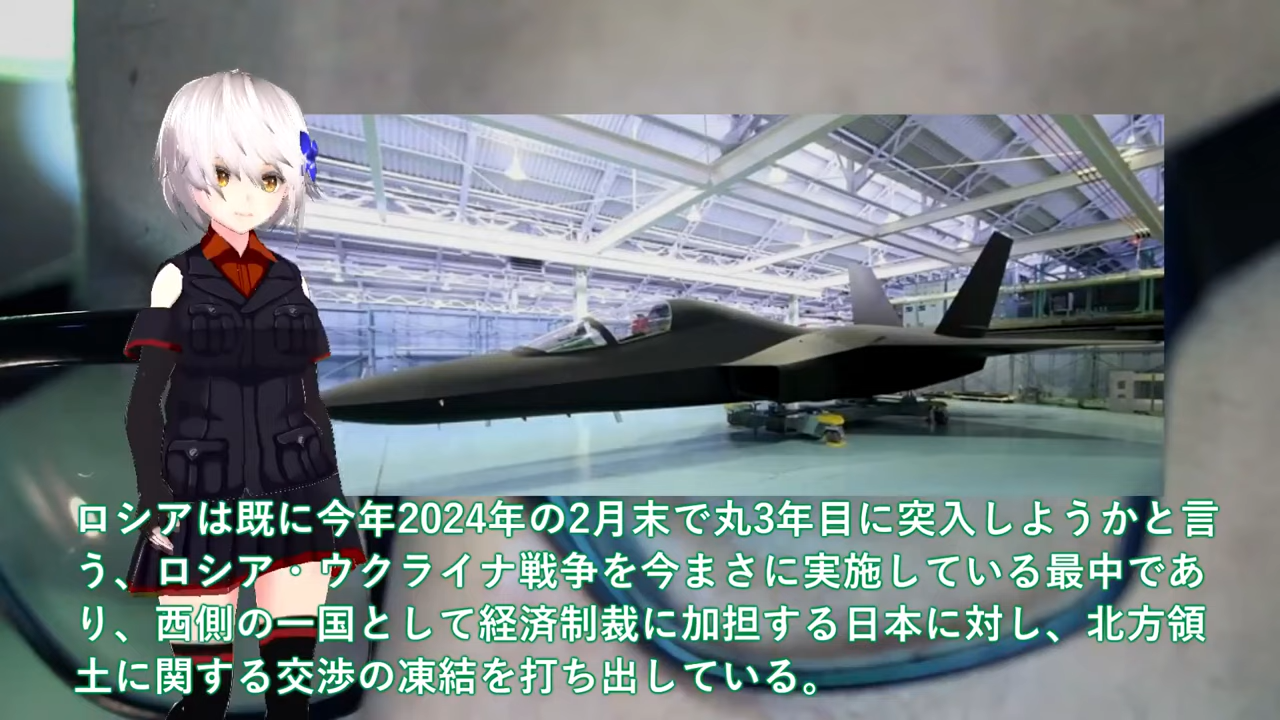 ロシアは既に今年2024年の2月末で丸3年目に突入しようかと言
う、ロシア・ウクライナ戦争を今まさに実施している最中であ
り、西側の一国として経済制裁に加担する日本に対し、北方領
土に関する交渉の凍結を打ち出している。